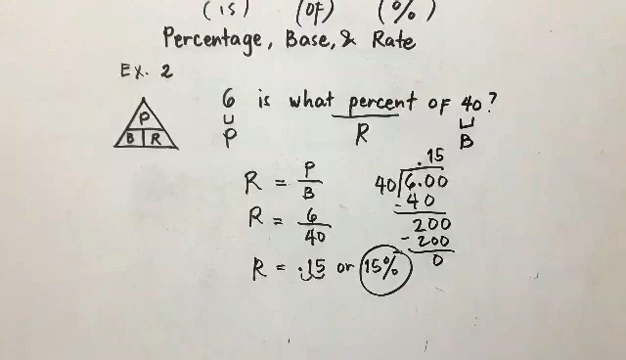 (IS) (OF) (%)
Percentage, Base, & Rate
Ex. 2
6 is what percent of 40?
P R B
P
B R
R = P/B
R = 6/40
R = .15 or 15%
.15
40)6.00
-40
200
-200
0